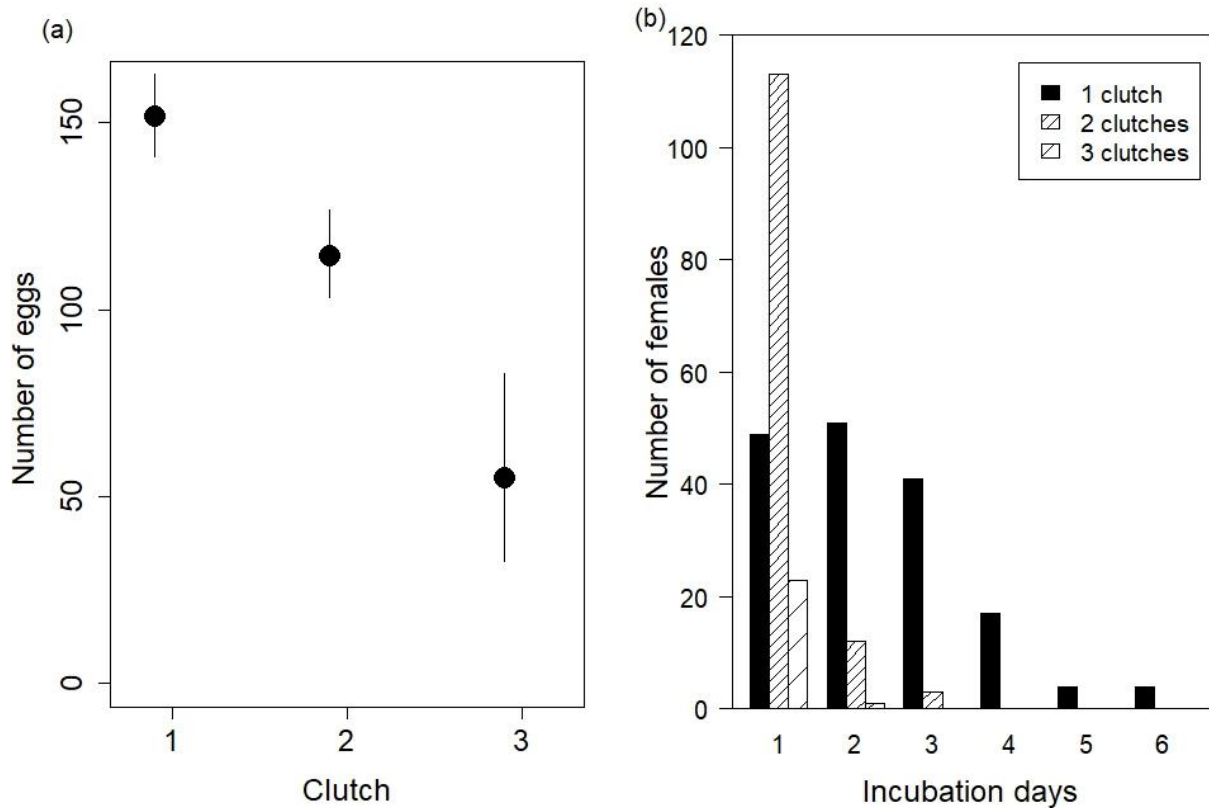 (a)
Number of eggs
150
100
50
0
1 2 3
Clutch
(b)
Number of females
120
100
80
60
40
20
0
1 clutch
2 clutches
3 clutches
1 2 3 4 5 6
Incubation days